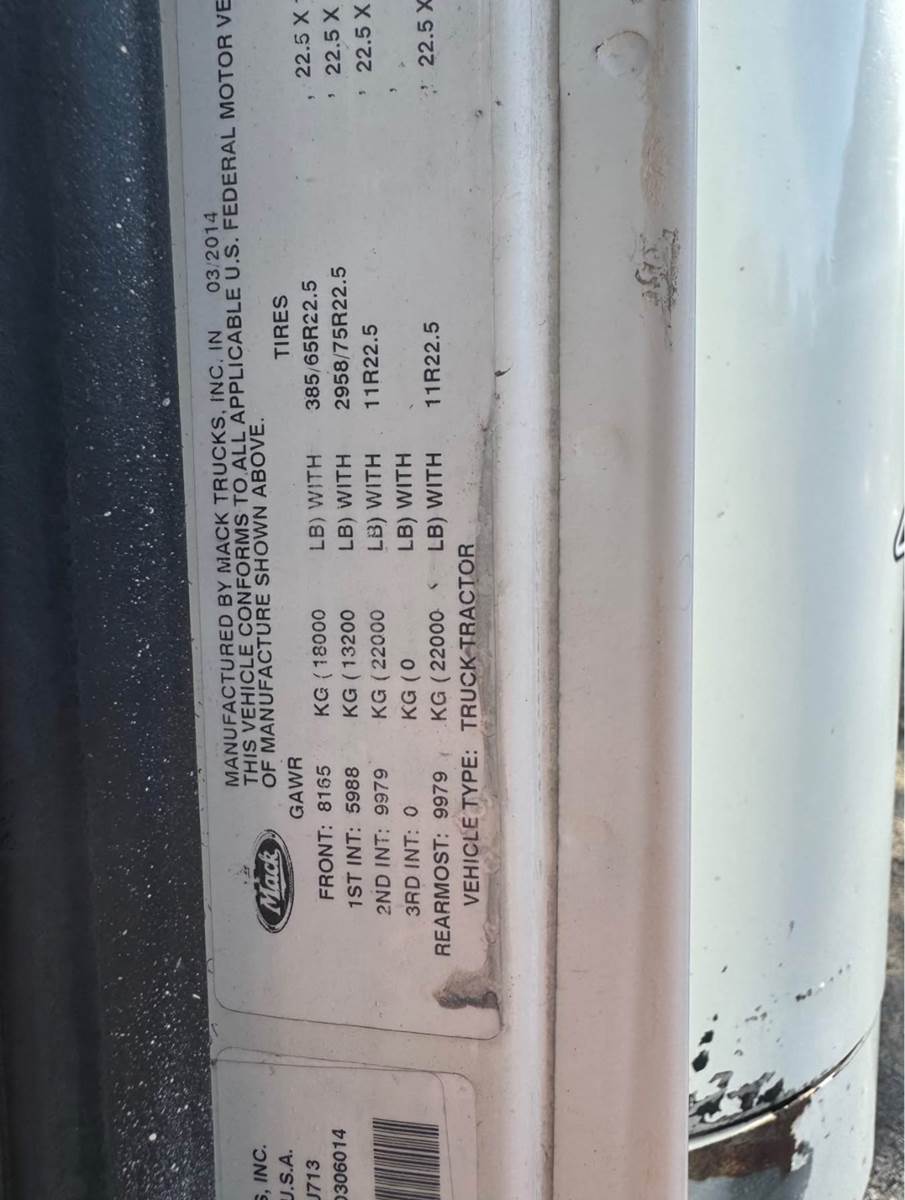 Mack
MANUFACTURED BY MACK TRUCKS, INC. IN 03/2014
THIS VEHICLE CONFORMS TO ALL APPLICABLE U.S. FEDERAL MOTOR VE
OF MANUFACTURE SHOWN ABOVE.
GAWR TIRES
FRONT: 8165 KG ( 18000 LB) WITH 385/65R22.5 , 22.5 X
1ST INT: 5988 KG ( 13200 LB) WITH 2958/75R22.5 , 22.5 X
2ND INT: 9979 KG ( 22000 LB) WITH 11R22.5 , 22.5 X
3RD INT: 0 KG ( 0 LB) WITH ,
REARMOST: 9979 KG ( 22000 LB) WITH 11R22.5 , 22.5 X
VEHICLE TYPE: TRUCK-TRACTOR
, INC.
U.S.A.
J713
0306014